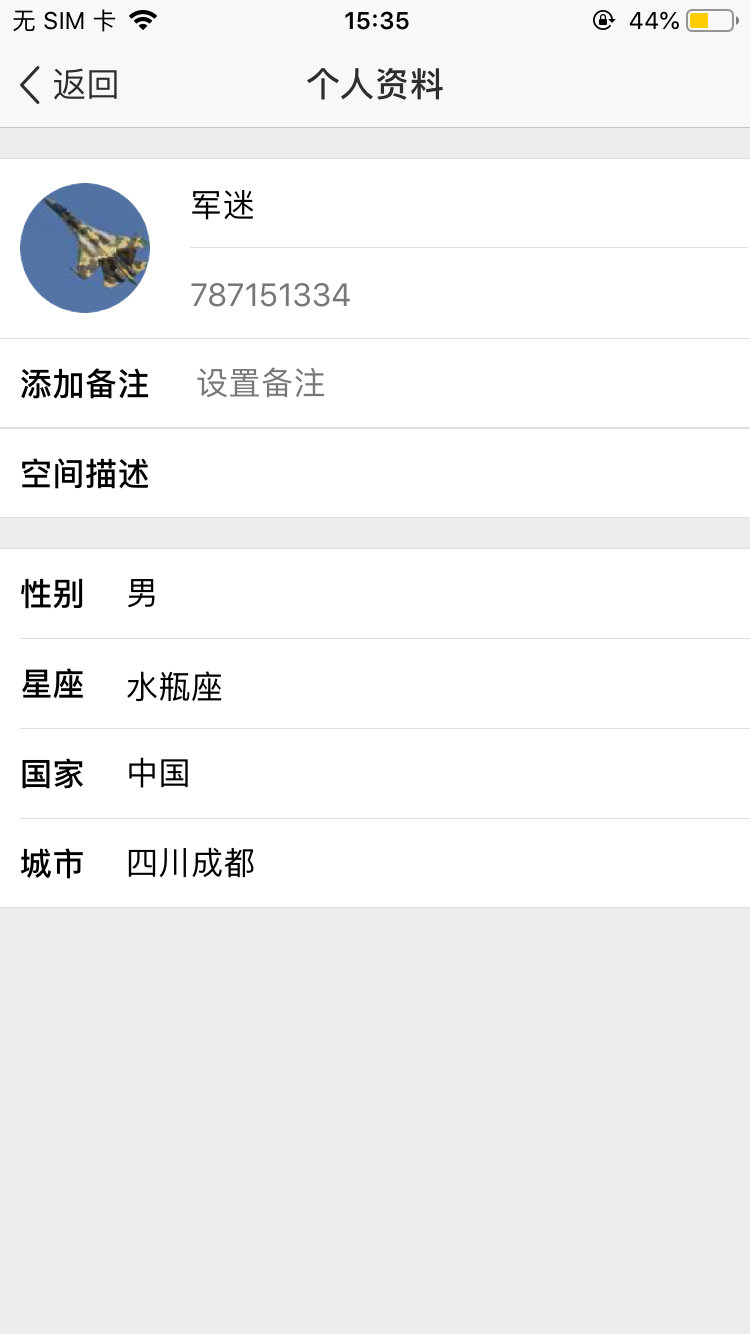 无 SIM 卡 15:35 44%
返回 个人资料
军迷
787151334
添加备注 设置备注
空间描述
性别 男
星座 水瓶座
国家 中国
城市 四川成都